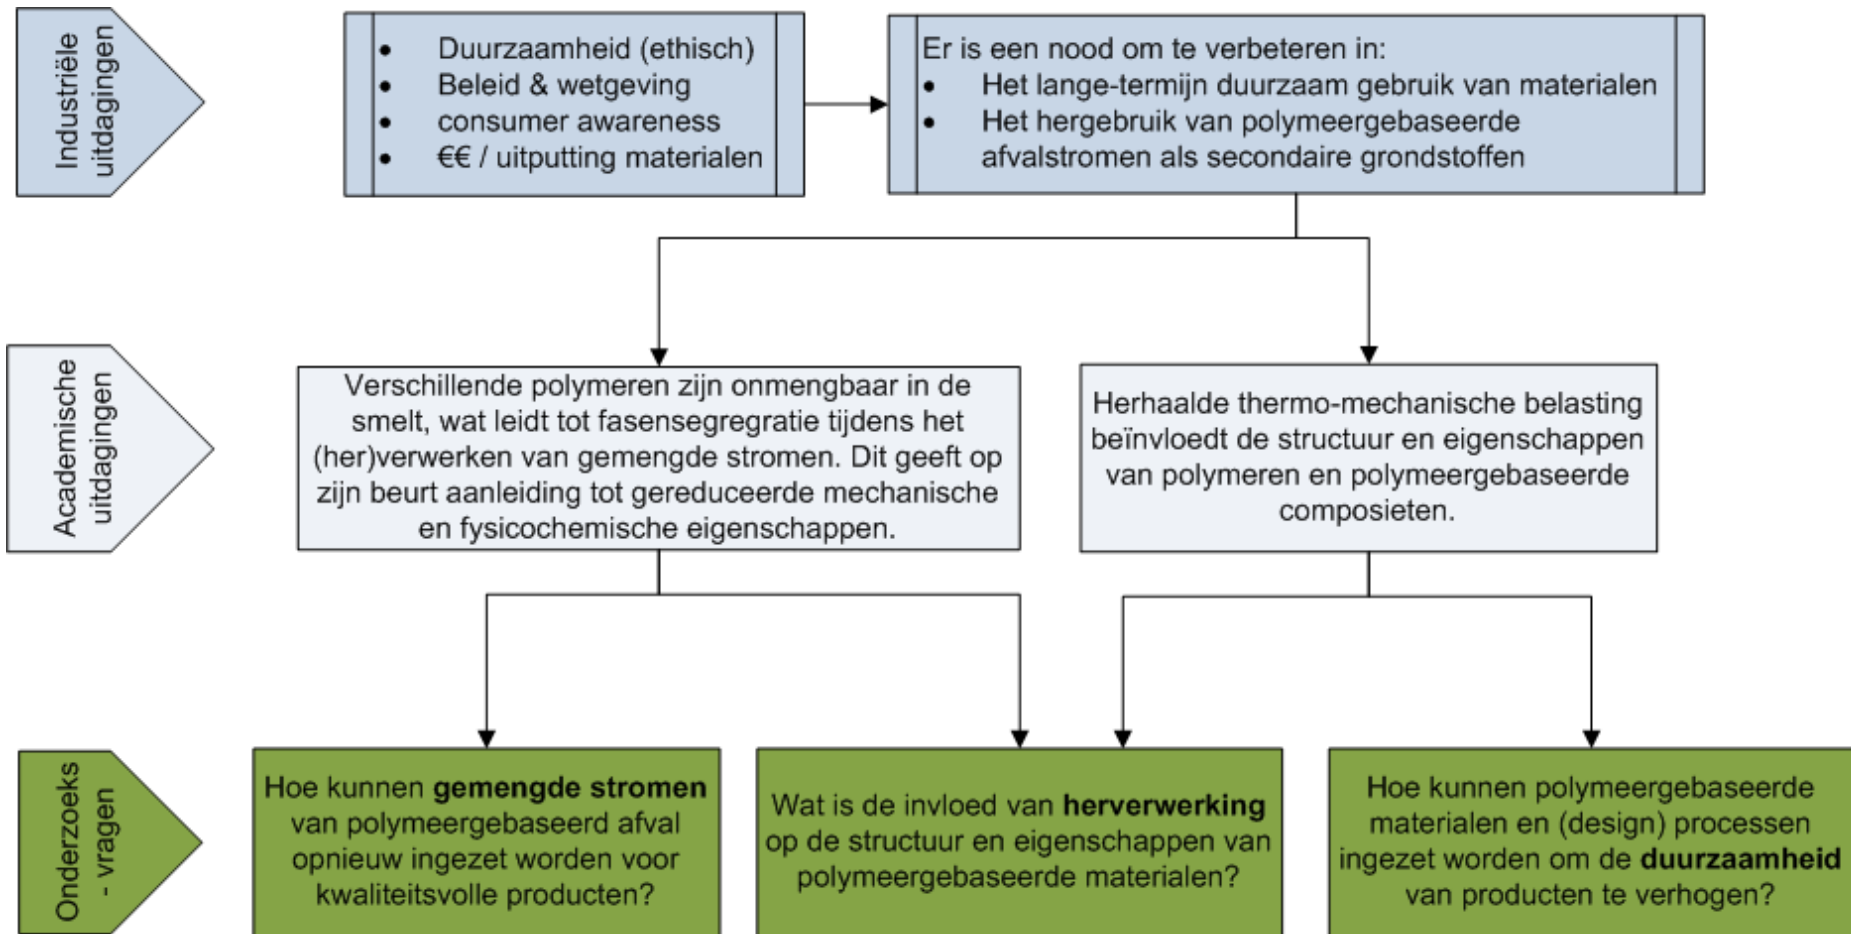 Industriële
uitdagingen
• Duurzaamheid (ethisch)
• Beleid & wetgeving
• consumer awareness
• €€ / uitputting materialen
Er is een nood om te verbeteren in:
• Het lange-termijn duurzaam gebruik van materialen
• Het hergebruik van polymeergebaseerde
afvalstromen als secondaire grondstoffen
Academische
uitdagingen
Verschillende polymeren zijn onmengbaar in de
smelt, wat leidt tot fasensegregratie tijdens het
(her)verwerken van gemengde stromen. Dit geeft op
zijn beurt aanleiding tot gereduceerde mechanische
en fysicochemische eigenschappen.
Herhaalde thermo-mechanische belasting
beïnvloedt de structuur en eigenschappen
van polymeren en polymeergebaseerde
composieten.
Onderzoeks
- vragen
Hoe kunnen gemengde stromen
van polymeergebaseerd afval
opnieuw ingezet worden voor
kwaliteitsvolle producten?
Wat is de invloed van herverwerking
op de structuur en eigenschappen van
polymeergebaseerde materialen?
Hoe kunnen polymeergebaseerde
materialen en (design) processen
ingezet worden om de duurzaamheid
van producten te verhogen?